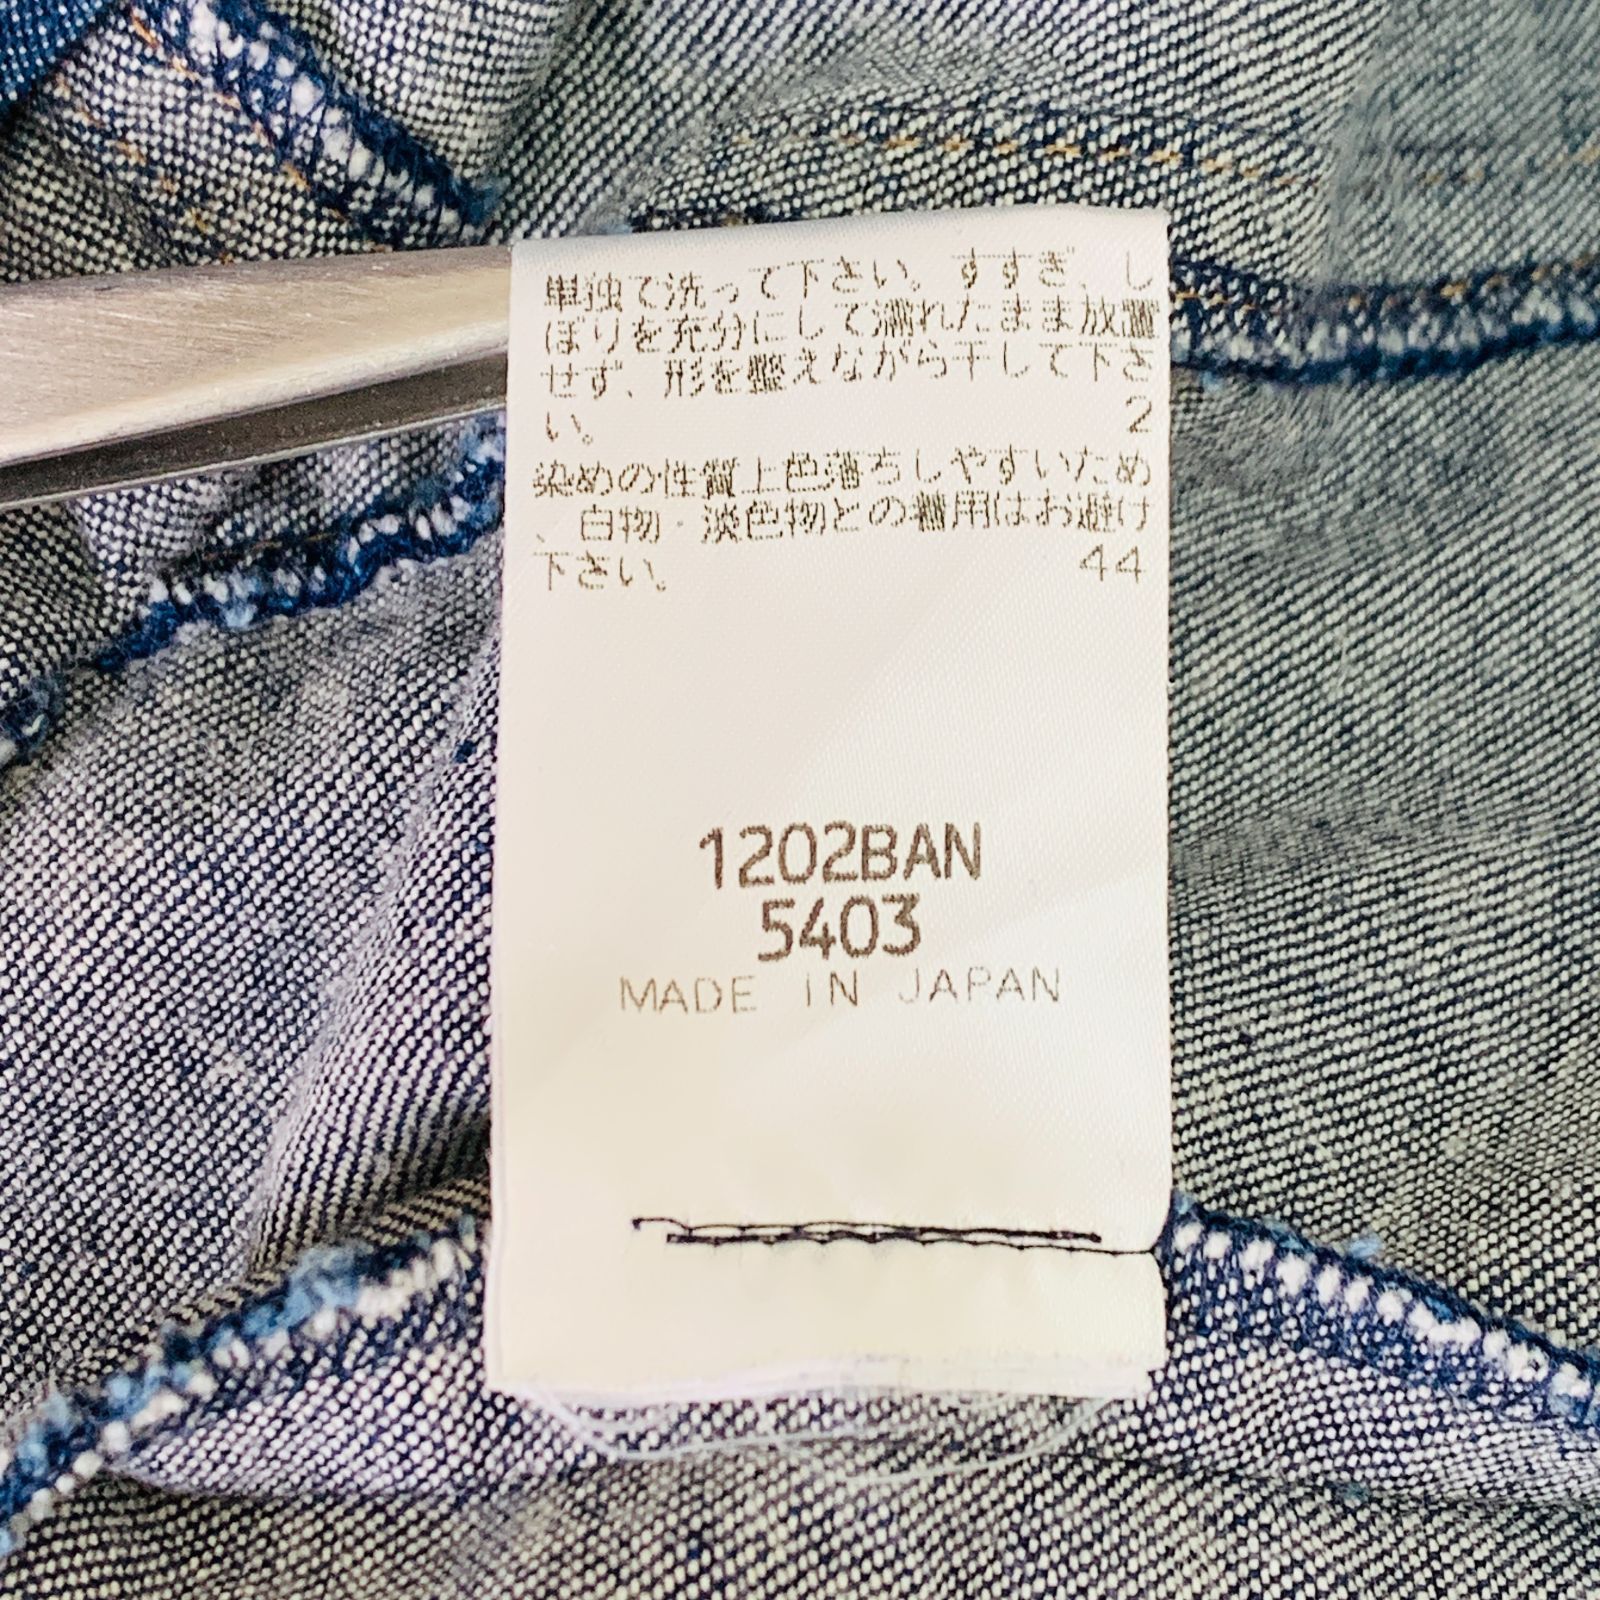 単独で洗って下さい。すすぎ、し
ぼりを充分にして濡れたまま放置
せず、形を整えながら干して下さ
い。 2
染めの性質上色落ちしやすいため
、白物・淡色物との着用はお避け
下さい。 44
1202BAN
5403
MADE IN JAPAN